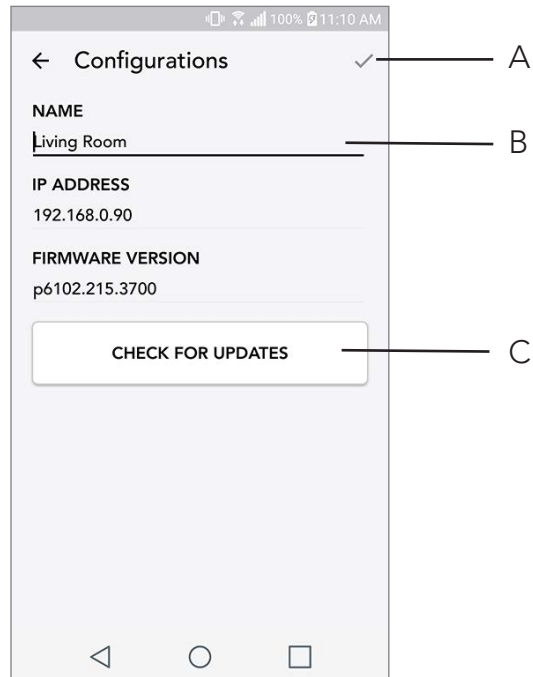 100% 11:10 AM
Configurations
A
NAME
Living Room
B
IP ADDRESS
192.168.0.90
FIRMWARE VERSION
p6102.215.3700
CHECK FOR UPDATES
C